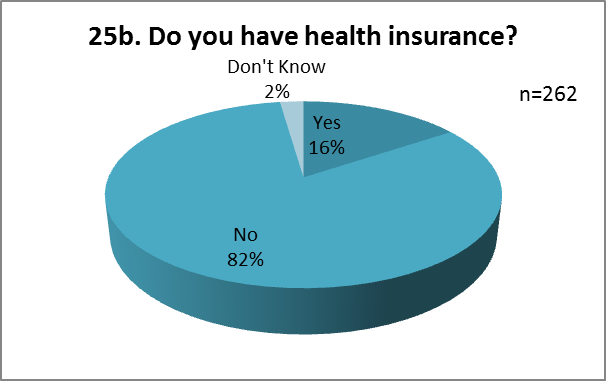 25b. Do you have health insurance?
Don't Know
2%
n=262
Yes
16%
No
82%